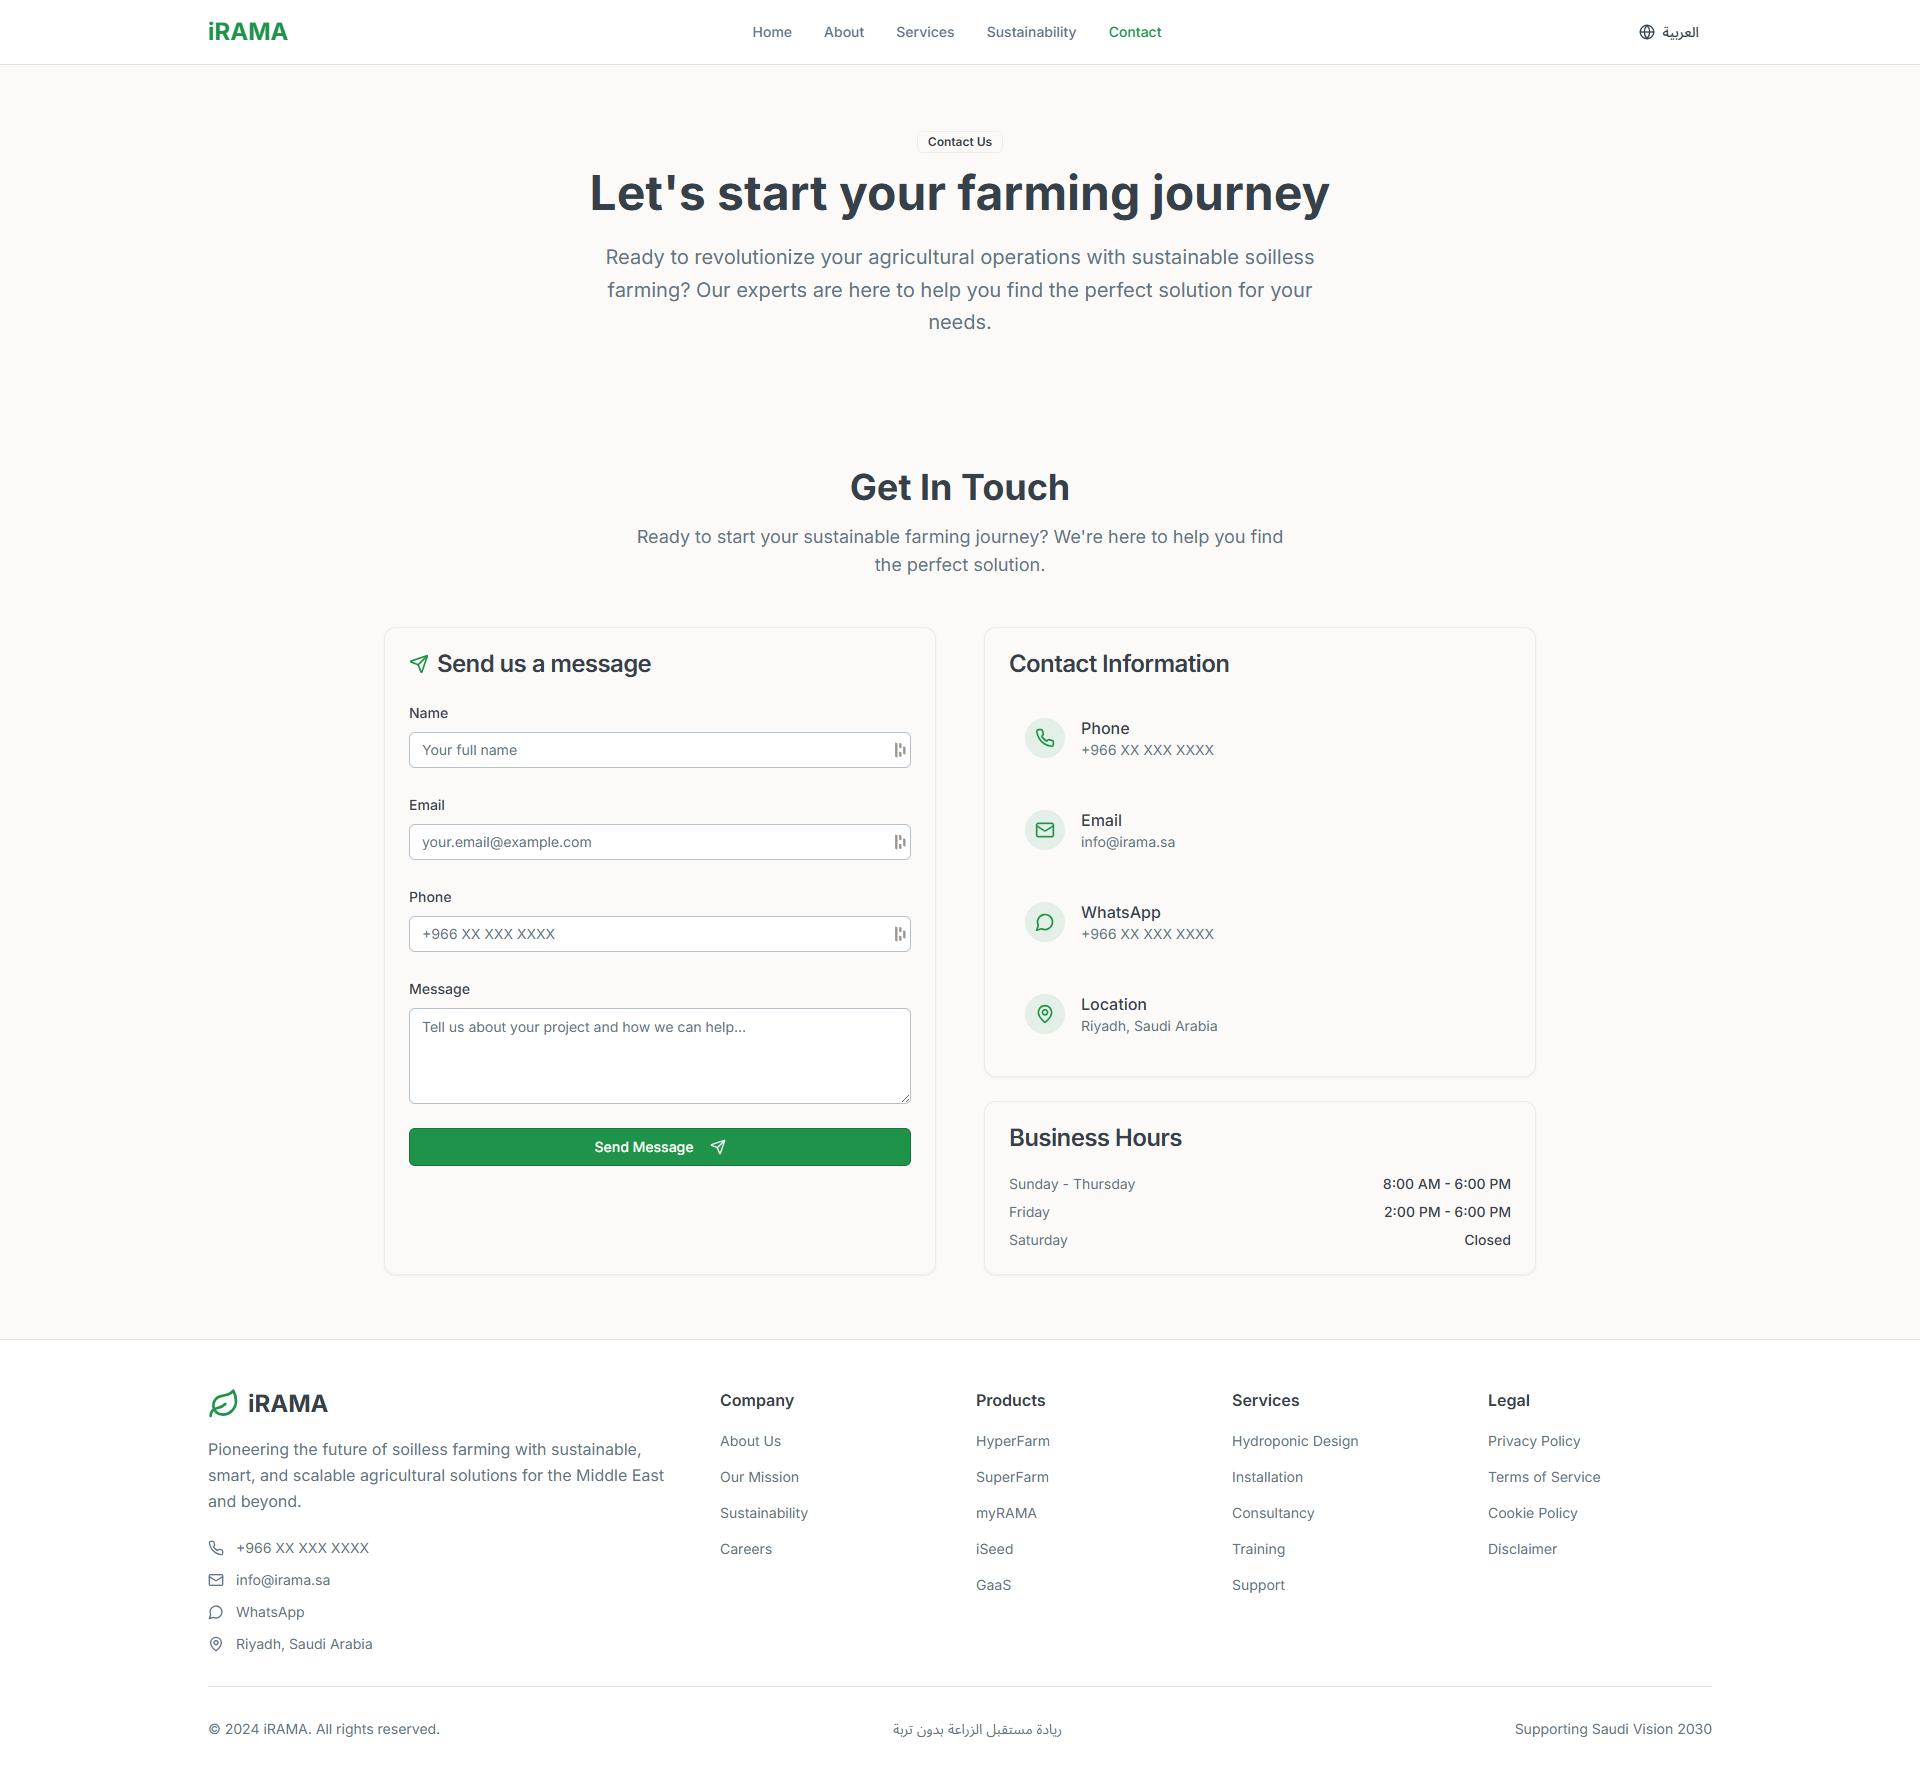 iRAMA
Home
About
Services
Sustainability
Contact
العربية
Contact Us
Let's start your farming journey
Ready to revolutionize your agricultural operations with sustainable soilless
farming? Our experts are here to help you find the perfect solution for your
needs.
Get In Touch
Ready to start your sustainable farming journey? We're here to help you find
the perfect solution.
Send us a message
Name
Your full name
Email
your.email@example.com
Phone
+966 XX XXX XXXX
Message
Tell us about your project and how we can help...
Send Message
Contact Information
Phone
+966 XX XXX XXXX
Email
info@irama.sa
WhatsApp
+966 XX XXX XXXX
Location
Riyadh, Saudi Arabia
Business Hours
Sunday - Thursday 8:00 AM - 6:00 PM
Friday 2:00 PM - 6:00 PM
Saturday Closed
iRAMA
Pioneering the future of soilless farming with sustainable,
smart, and scalable agricultural solutions for the Middle East
and beyond.
+966 XX XXX XXXX
info@irama.sa
WhatsApp
Riyadh, Saudi Arabia
Company
About Us
Our Mission
Sustainability
Careers
Products
HyperFarm
SuperFarm
myRAMA
iSeed
GaaS
Services
Hydroponic Design
Installation
Consultancy
Training
Support
Legal
Privacy Policy
Terms of Service
Cookie Policy
Disclaimer
© 2024 iRAMA. All rights reserved.
ريادة مستقبل الزراعة بدون تربة
Supporting Saudi Vision 2030